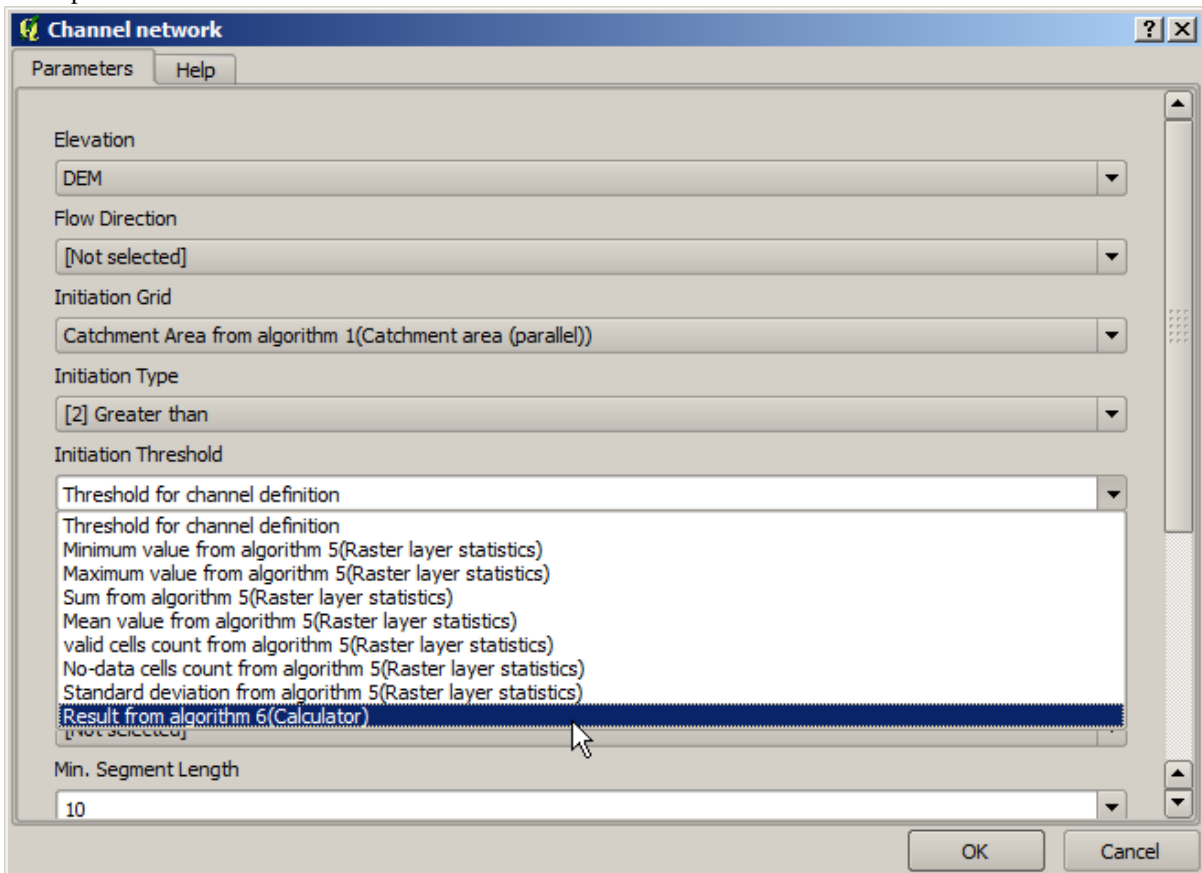 Channel network
Parameters Help
Elevation
DEM
Flow Direction
[Not selected]
Initiation Grid
Catchment Area from algorithm 1(Catchment area (parallel))
Initiation Type
[2] Greater than
Initiation Threshold
Threshold for channel definition
Threshold for channel definition
Minimum value from algorithm 5(Raster layer statistics)
Maximum value from algorithm 5(Raster layer statistics)
Sum from algorithm 5(Raster layer statistics)
Mean value from algorithm 5(Raster layer statistics)
valid cells count from algorithm 5(Raster layer statistics)
No-data cells count from algorithm 5(Raster layer statistics)
Standard deviation from algorithm 5(Raster layer statistics)
Result from algorithm 6(Calculator)
[Not selected]
Min. Segment Length
10
OK Cancel